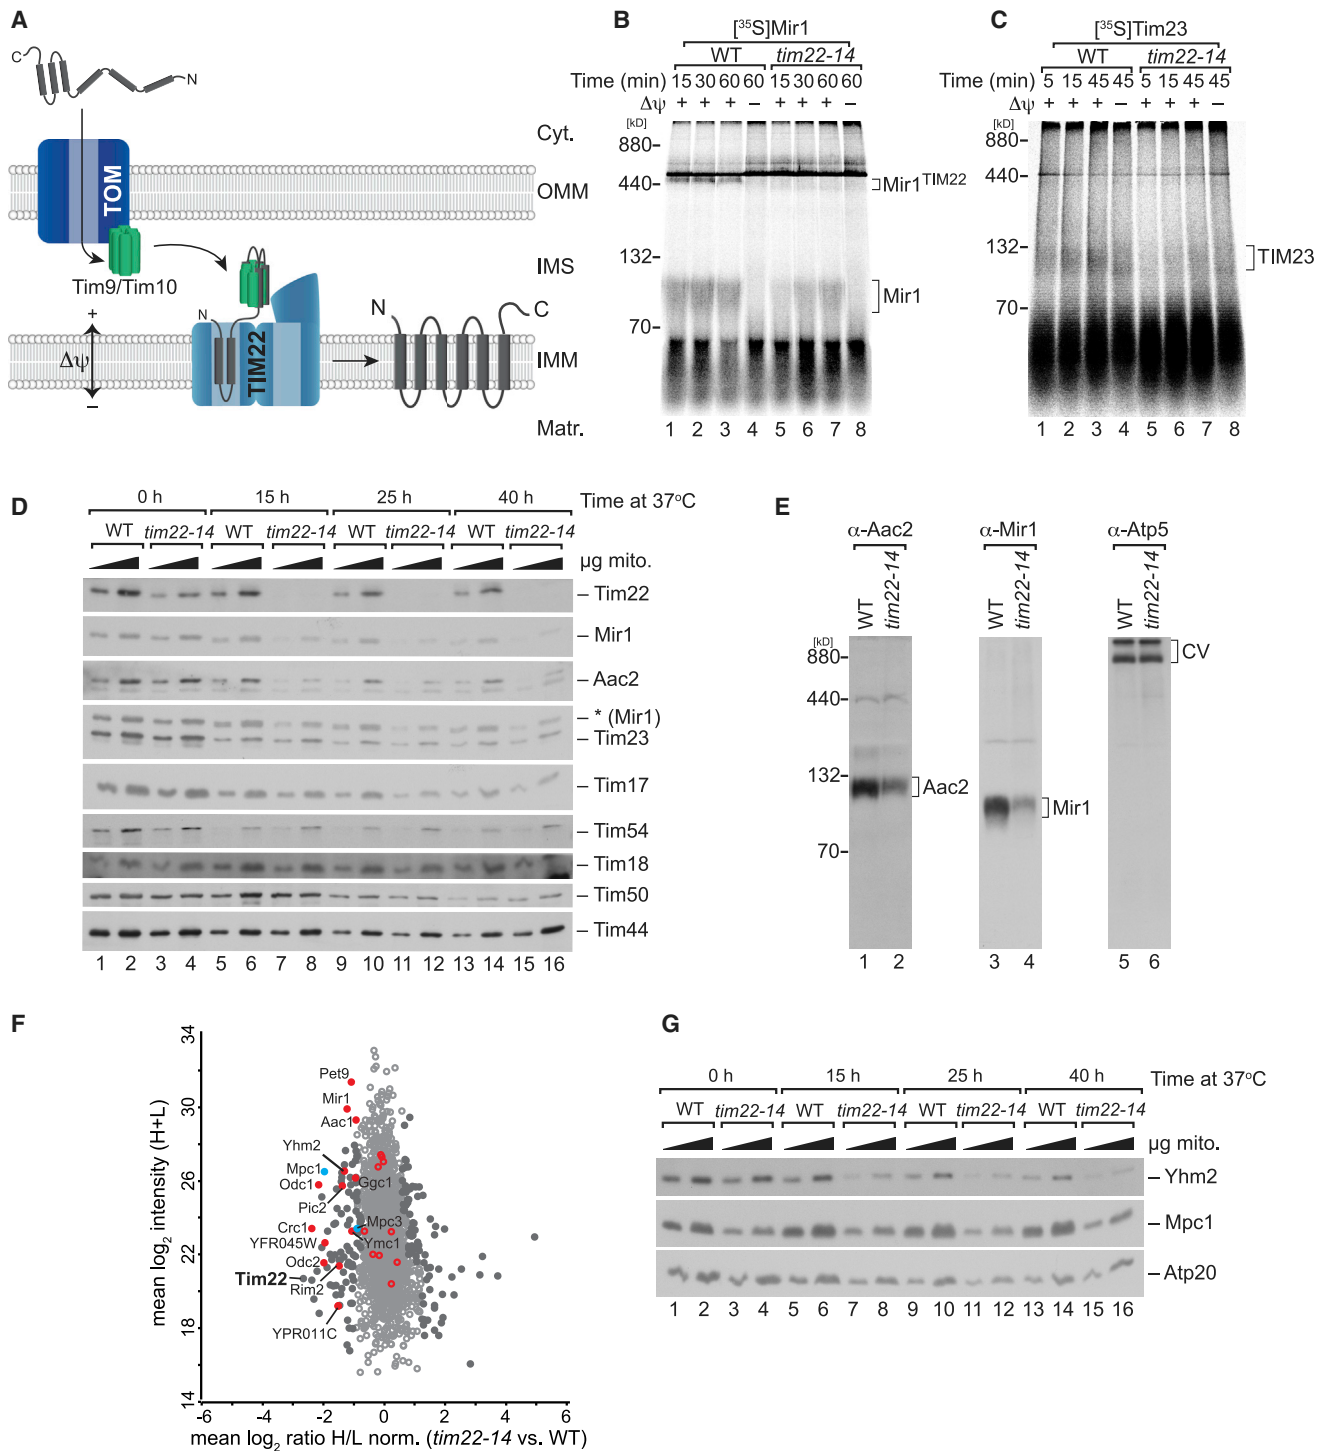 A
C
N
TOM
Cyt.
OMM
Tim9/Tim10
IMS
+
Δψ
−
N
TIM22
N
C
IMM
Matr.
B
[³⁵S]Mir1
WT tim22-14
Time (min) 15 30 60 60 15 30 60 60
Δψ + + + − + + + −
[kD]
880
440
132
70
Mir1ᵀᴵᴹ²²
Mir1
1 2 3 4 5 6 7 8
C
[³⁵S]Tim23
WT tim22-14
Time (min) 5 15 45 45 5 15 45 45
Δψ + + + − + + + −
[kD]
880
440
132
70
TIM23
1 2 3 4 5 6 7 8
D
0 h 15 h 25 h 40 h Time at 37°C
WT tim22-14 WT tim22-14 WT tim22-14 WT tim22-14
µg mito.
Tim22
Mir1
Aac2
* (Mir1)
Tim23
Tim17
Tim54
Tim18
Tim50
Tim44
1 2 3 4 5 6 7 8 9 10 11 12 13 14 15 16
E
α-Aac2 α-Mir1 α-Atp5
WT tim22-14 WT tim22-14 WT tim22-14
[kD]
880
440
132
70
Aac2
Mir1
CV
1 2 3 4 5 6
F
mean log₂ intensity (H+L)
34
30
26
22
18
14
Pet9
Mir1
Aac1
Yhm2
Mpc1
Odc1
Ggc1
Pic2
Crc1
Mpc3
YFR045W
Ymc1
Odc2
Tim22
Rim2
YPR011C
-6 -4 -2 0 2 4 6
mean log₂ ratio H/L norm. (tim22-14 vs. WT)
G
0 h 15 h 25 h 40 h Time at 37°C
WT tim22-14 WT tim22-14 WT tim22-14 WT tim22-14
µg mito.
Yhm2
Mpc1
Atp20
1 2 3 4 5 6 7 8 9 10 11 12 13 14 15 16